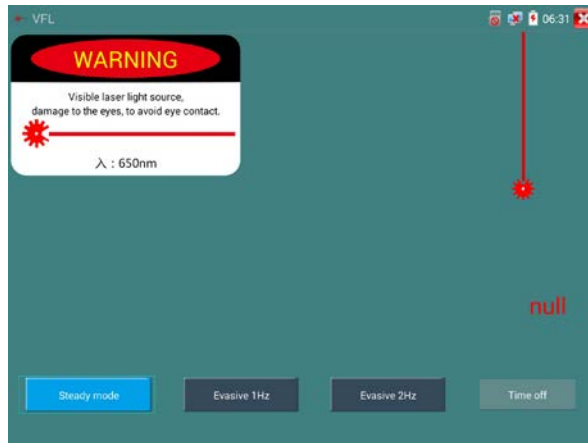 VFL
06:31
WARNING
Visible laser light source,
damage to the eyes, to avoid eye contact.
入 : 650nm
null
Steady mode
Evasive 1Hz
Evasive 2Hz
Time off